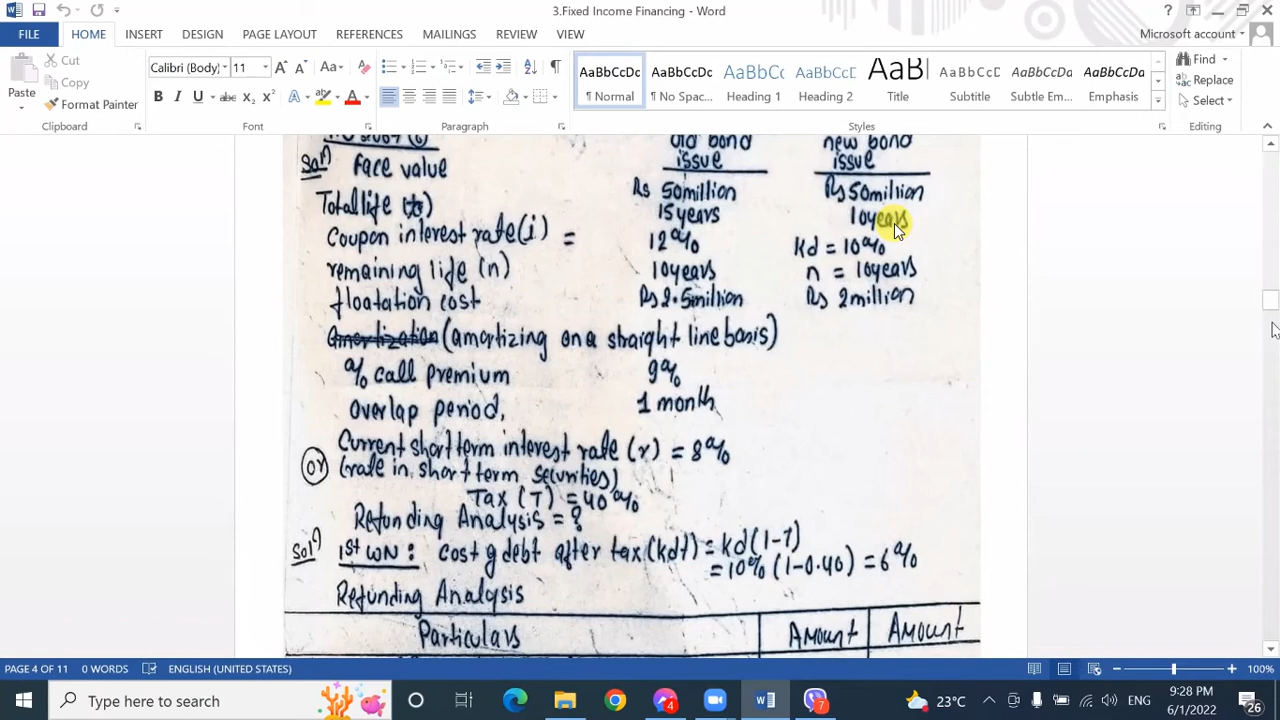 3.Fixed Income Financing - Word
Microsoft account
FILE HOME INSERT DESIGN PAGE LAYOUT REFERENCES MAILINGS REVIEW VIEW
Cut
Copy
Format Painter
Paste
Clipboard
Calibri (Body) 11
Font
Paragraph
AaBbCcDc AaBbCcDc AaBbCc AaBbCcC AaB AaBbCcC AaBbCcDc AaBbCcDc
¶ Normal ¶ No Spac... Heading 1 Heading 2 Title Subtitle Subtle Em... Emphasis
Styles
Find
Replace
Select
Editing
old bond new bond
Solⁿ Face value issue issue
Rs 50million Rs 50million
Total life 15years 10years
Coupon interest rate(i) = 12% kd = 10%
remaining life (n) 10years n = 10years
floatation cost Rs 2.5million Rs 2million
Amortization (amortizing on a straight line basis)
% call premium 9%
Overlap period, 1 month
Current short term interest rate (r) = 8%
or (rate in short term securities)
Tax (T) = 40%
Refunding Analysis = ?
Solⁿ 1st WN: Cost g debt after tax (kdt) = kd(1-T)
= 10% (1-0.40) = 6%
Refunding Analysis
Particulars Amount Amount
PAGE 4 OF 11 0 WORDS ENGLISH (UNITED STATES) 100%
Type here to search
4
7
23°C ENG 9:28 PM
6/1/2022
26